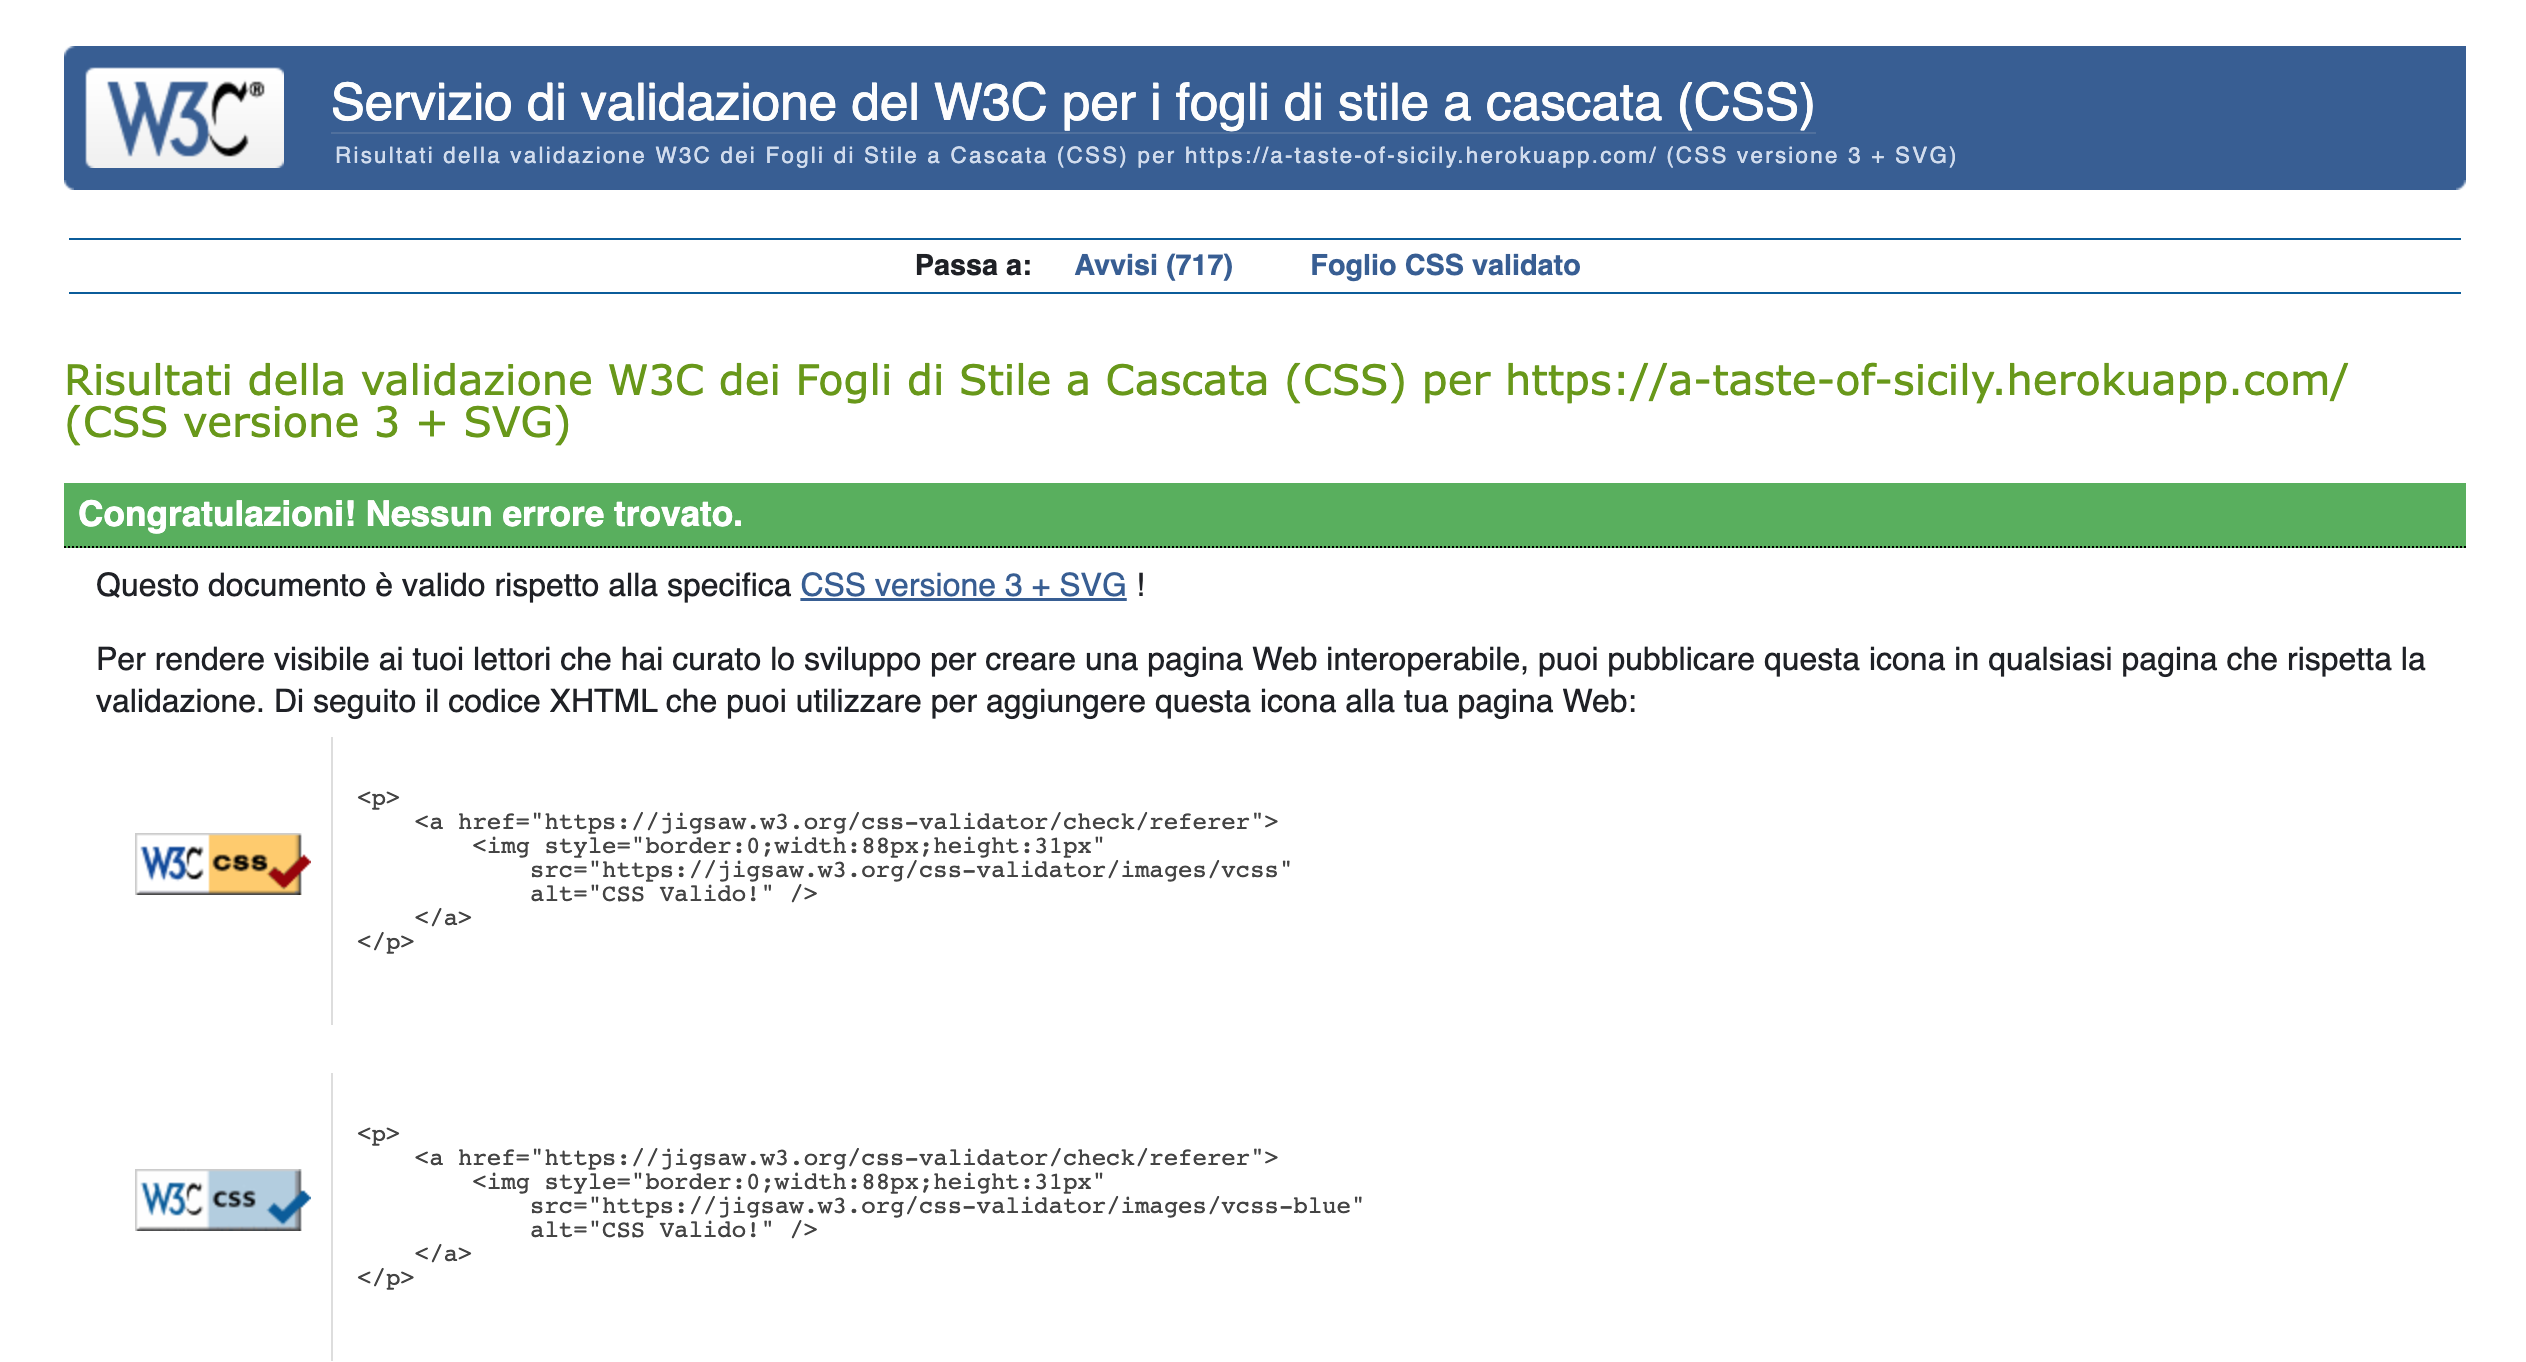 W3C® Servizio di validazione del W3C per i fogli di stile a cascata (CSS)
Risultati della validazione W3C dei Fogli di Stile a Cascata (CSS) per https://a-taste-of-sicily.herokuapp.com/ (CSS versione 3 + SVG)
Passa a: Avvisi (717) Foglio CSS validato
Risultati della validazione W3C dei Fogli di Stile a Cascata (CSS) per https://a-taste-of-sicily.herokuapp.com/
(CSS versione 3 + SVG)
Congratulazioni! Nessun errore trovato.
Questo documento è valido rispetto alla specifica CSS versione 3 + SVG !
Per rendere visibile ai tuoi lettori che hai curato lo sviluppo per creare una pagina Web interoperabile, puoi pubblicare questa icona in qualsiasi pagina che rispetta la
validazione. Di seguito il codice XHTML che puoi utilizzare per aggiungere questa icona alla tua pagina Web:
W3C css
<p>
<a href="https://jigsaw.w3.org/css-validator/check/referer">
<img style="border:0;width:88px;height:31px"
src="https://jigsaw.w3.org/css-validator/images/vcss"
alt="CSS Valido!" />
</a>
</p>
W3C css
<p>
<a href="https://jigsaw.w3.org/css-validator/check/referer">
<img style="border:0;width:88px;height:31px"
src="https://jigsaw.w3.org/css-validator/images/vcss-blue"
alt="CSS Valido!" />
</a>
</p>